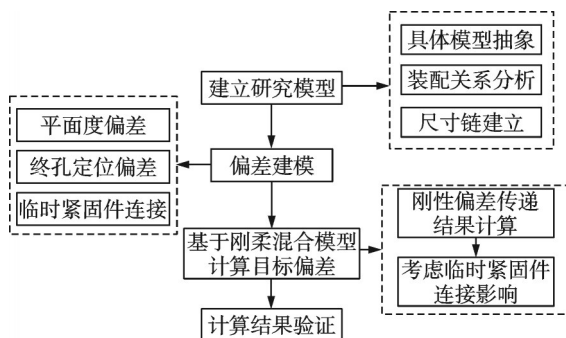 建立研究模型
具体模型抽象
装配关系分析
尺寸链建立
偏差建模
平面度偏差
终孔定位偏差
临时紧固件连接
基于刚柔混合模型
计算目标偏差
刚性偏差传递
结果计算
考虑临时紧固件
连接影响
计算结果验证